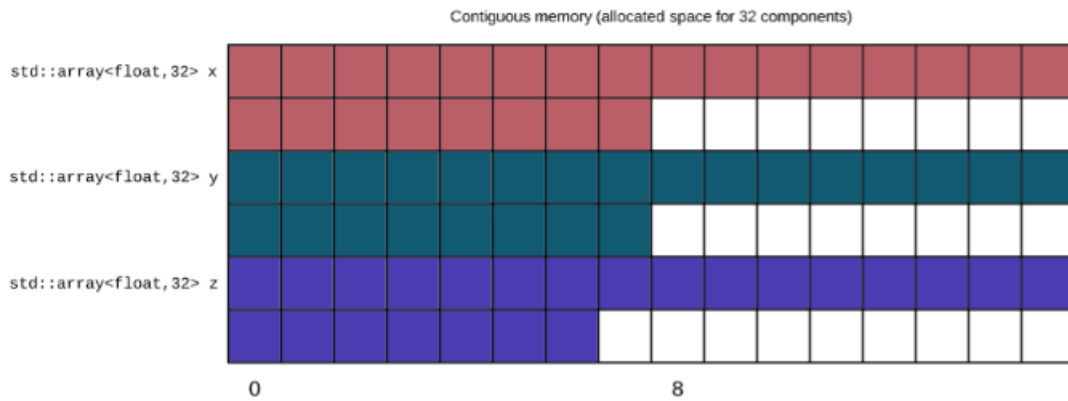 Contiguous memory (allocated space for 32 components)
std::array<float,32> x
std::array<float,32> y
std::array<float,32> z
0 8